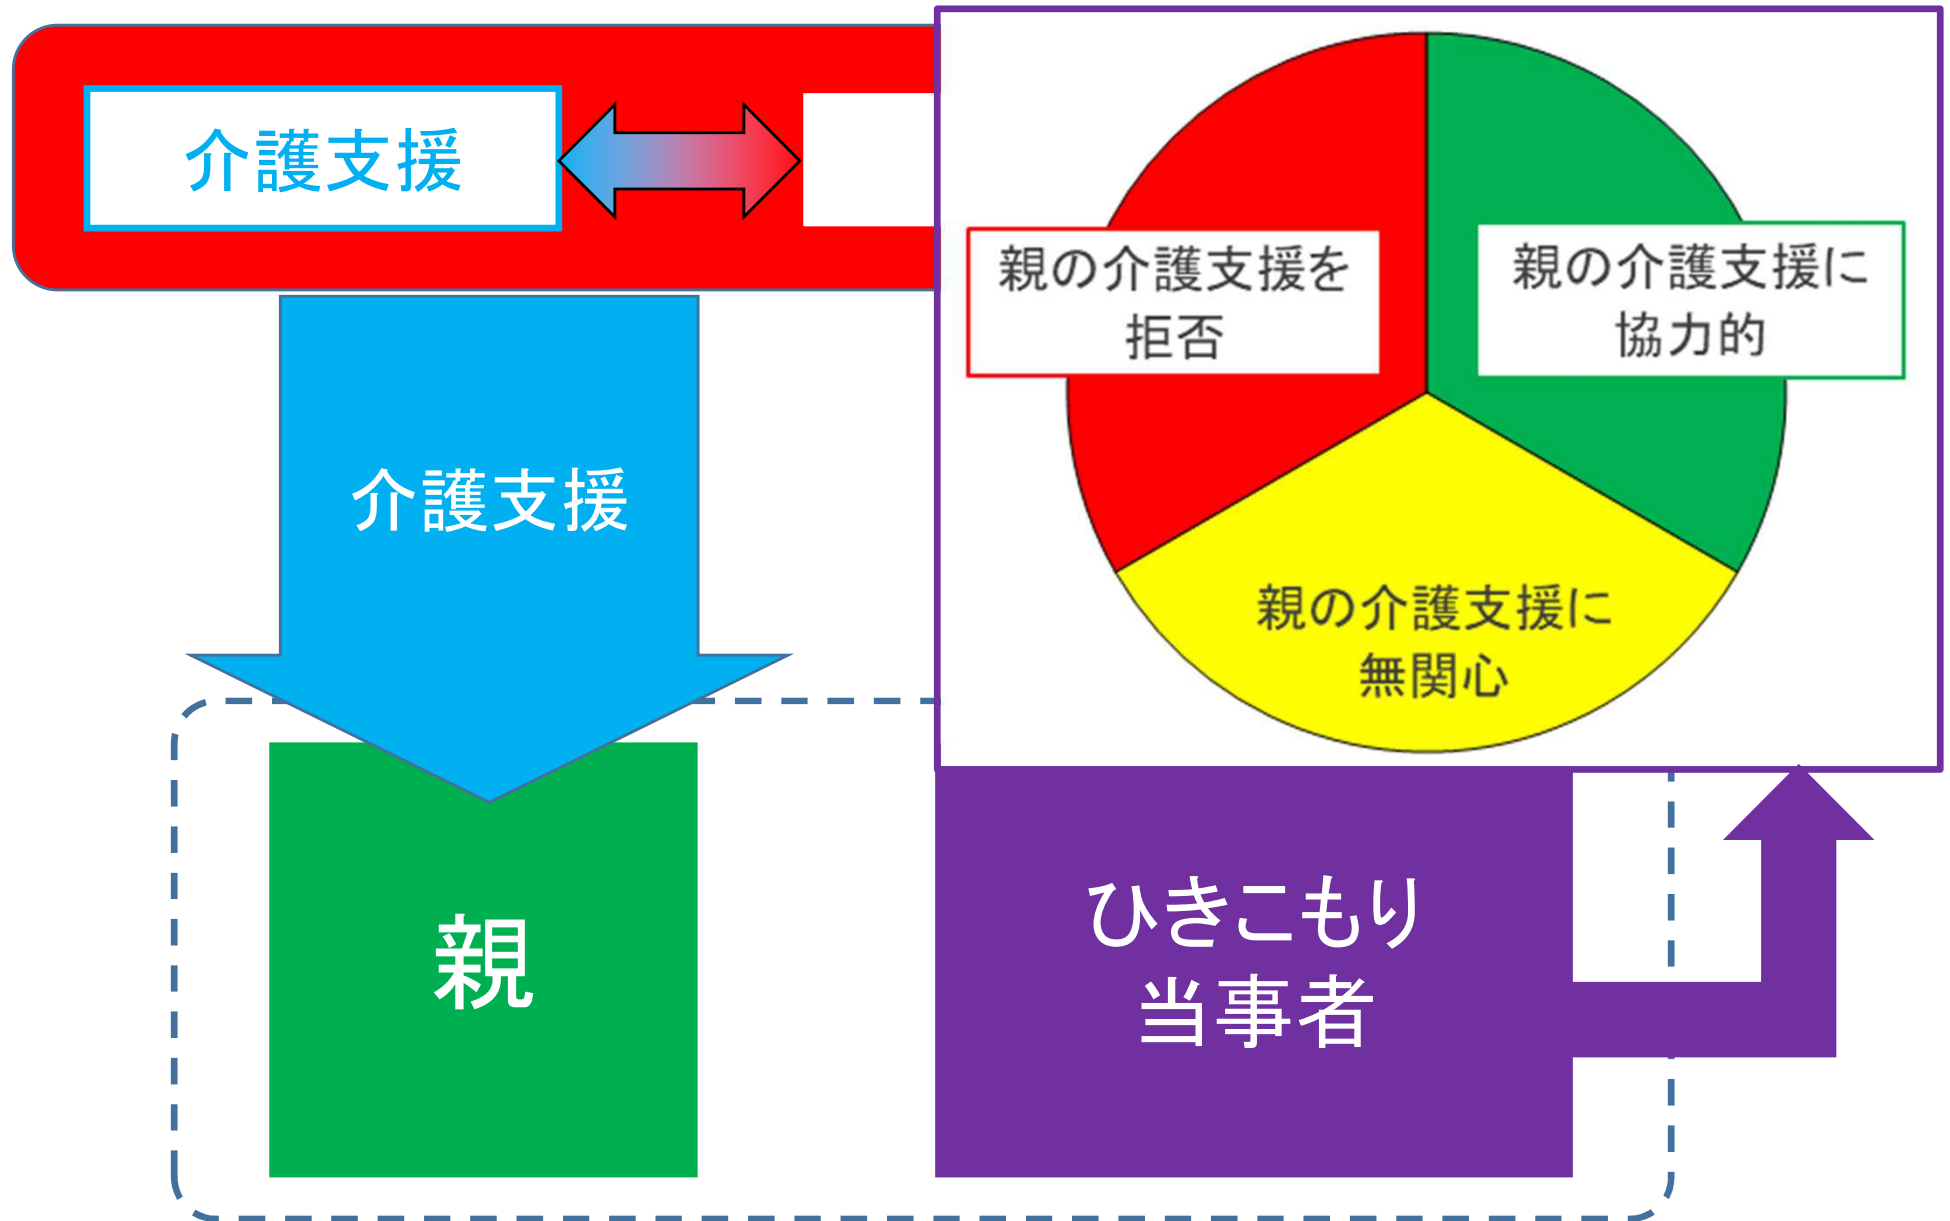 介護支援
親の介護支援を
拒否
親の介護支援に
協力的
親の介護支援に
無関心
介護支援
親
ひきこもり
当事者